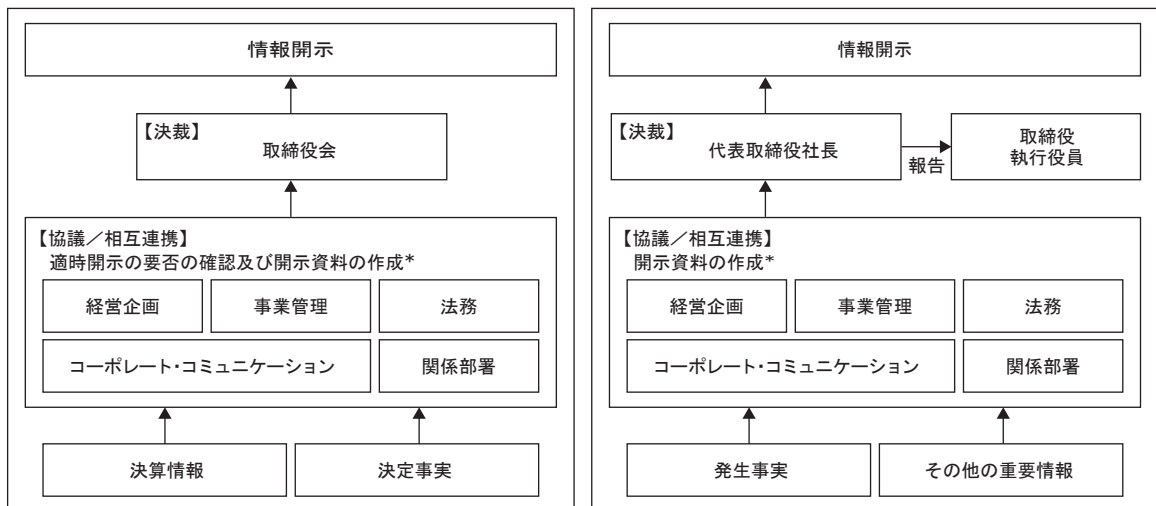 情報開示
【決裁】
取締役会
【協議／相互連携】
適時開示の要否の確認及び開示資料の作成*
経営企画
事業管理
法務
コーポレート・コミュニケーション
関係部署
決算情報
決定事実
情報開示
【決裁】
代表取締役社長
報告
取締役
執行役員
【協議／相互連携】
開示資料の作成*
経営企画
事業管理
法務
コーポレート・コミュニケーション
関係部署
発生事実
その他の重要情報